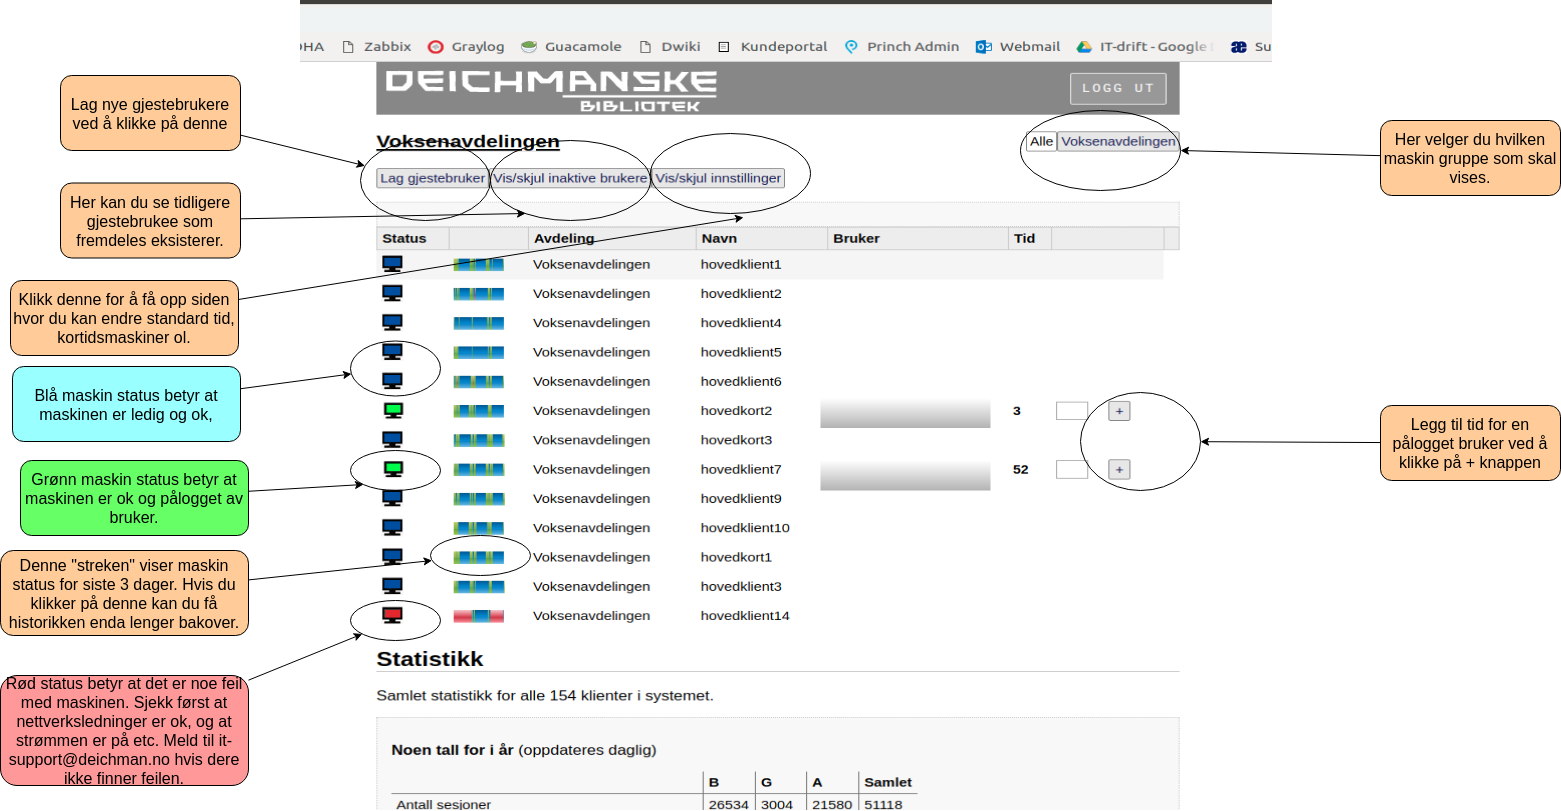 Zabbix
Graylog
Guacamole
Dwiki
Kundeportal
Princh Admin
Webmail
IT-drift - Google
Su
DEICHMANSKE
BIBLIOTEK
LOGG UT
Voksenavdelingen
Alle
Voksenavdelingen
Lag gjestebruker
Vis/skjul inaktive brukere
Vis/skjul innstillinger
Status Avdeling Navn Bruker Tid
Voksenavdelingen hovedklient1
Voksenavdelingen hovedklient2
Voksenavdelingen hovedklient4
Voksenavdelingen hovedklient5
Voksenavdelingen hovedklient6
Voksenavdelingen hovedkort2 3 +
Voksenavdelingen hovedkort3
Voksenavdelingen hovedklient7 52 +
Voksenavdelingen hovedklient9
Voksenavdelingen hovedklient10
Voksenavdelingen hovedkort1
Voksenavdelingen hovedklient3
Voksenavdelingen hovedklient14
Statistikk
Samlet statistikk for alle 154 klienter i systemet.
Noen tall for i år (oppdateres daglig)
B G A Samlet
Antall sesjoner 26534 3004 21580 51118
Lag nye gjestebrukere
ved å klikke på denne
Her kan du se tidligere
gjestebrukee som
fremdeles eksisterer.
Klikk denne for å få opp siden
hvor du kan endre standard tid,
kortidsmaskiner ol.
Blå maskin status betyr at
maskinen er ledig og ok,
Grønn maskin status betyr at
maskinen er ok og pålogget av
bruker.
Denne "streken" viser maskin
status for siste 3 dager. Hvis du
klikker på denne kan du få
historikken enda lenger bakover.
Rød status betyr at det er noe feil
med maskinen. Sjekk først at
nettverksledninger er ok, og at
strømmen er på etc. Meld til it-
support@deichman.no hvis dere
ikke finner feilen.
Her velger du hvilken
maskin gruppe som skal
vises.
Legg til tid for en
pålogget bruker ved å
klikke på + knappen